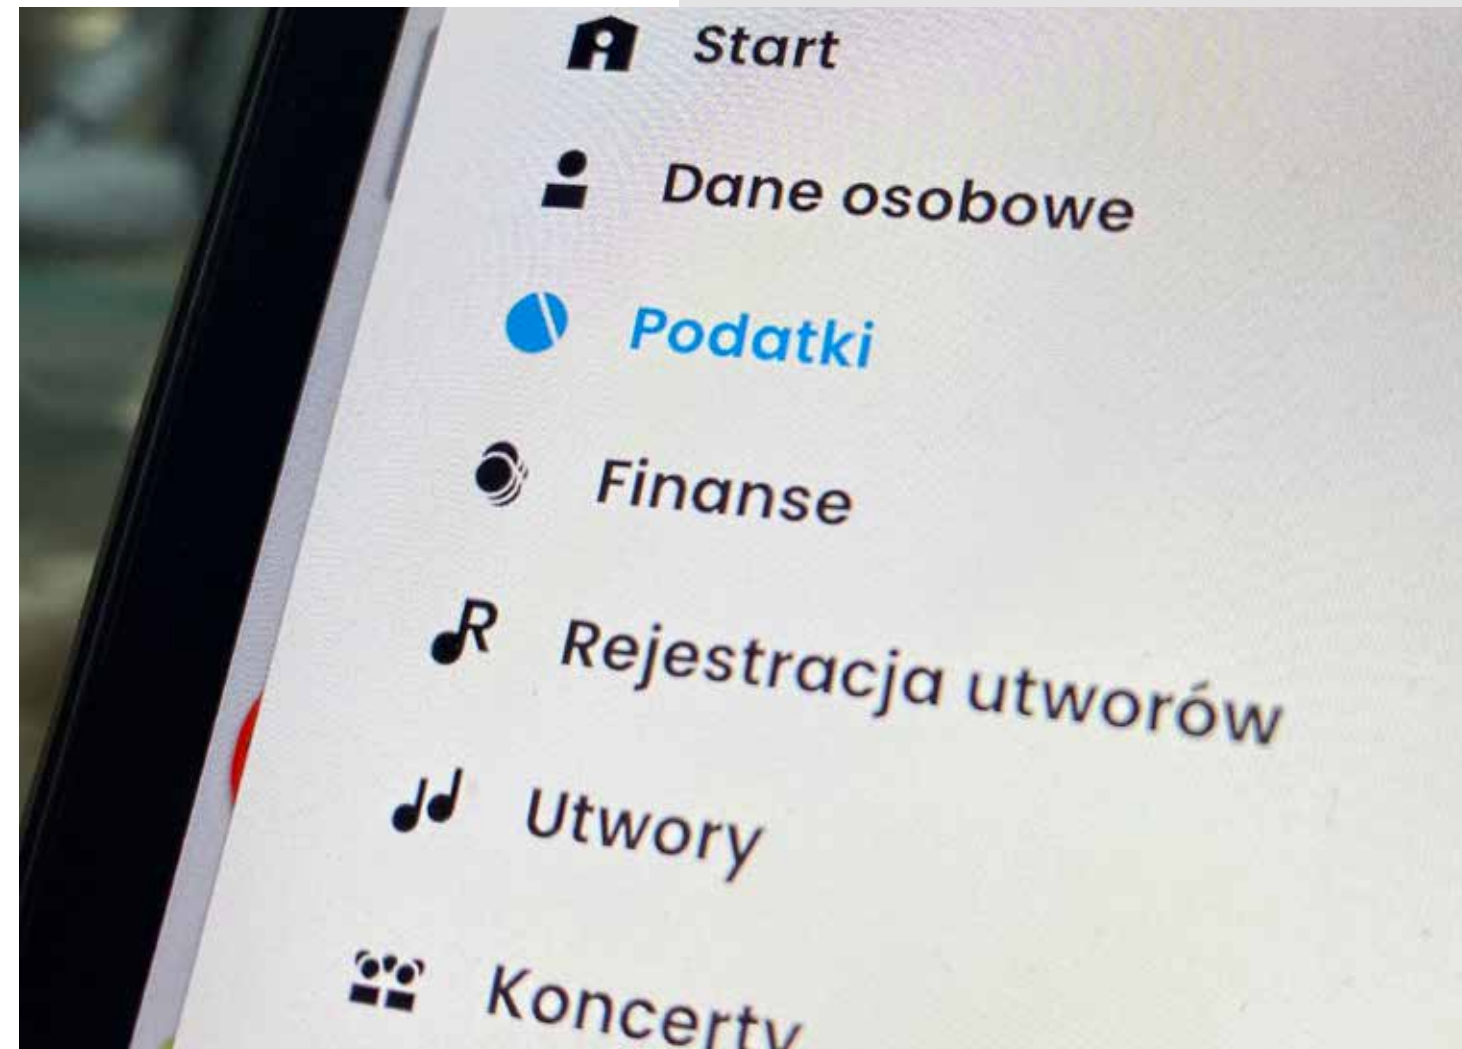 Start
Dane osobowe
Podatki
Finanse
Rejestracja utworów
Utwory
Koncerty